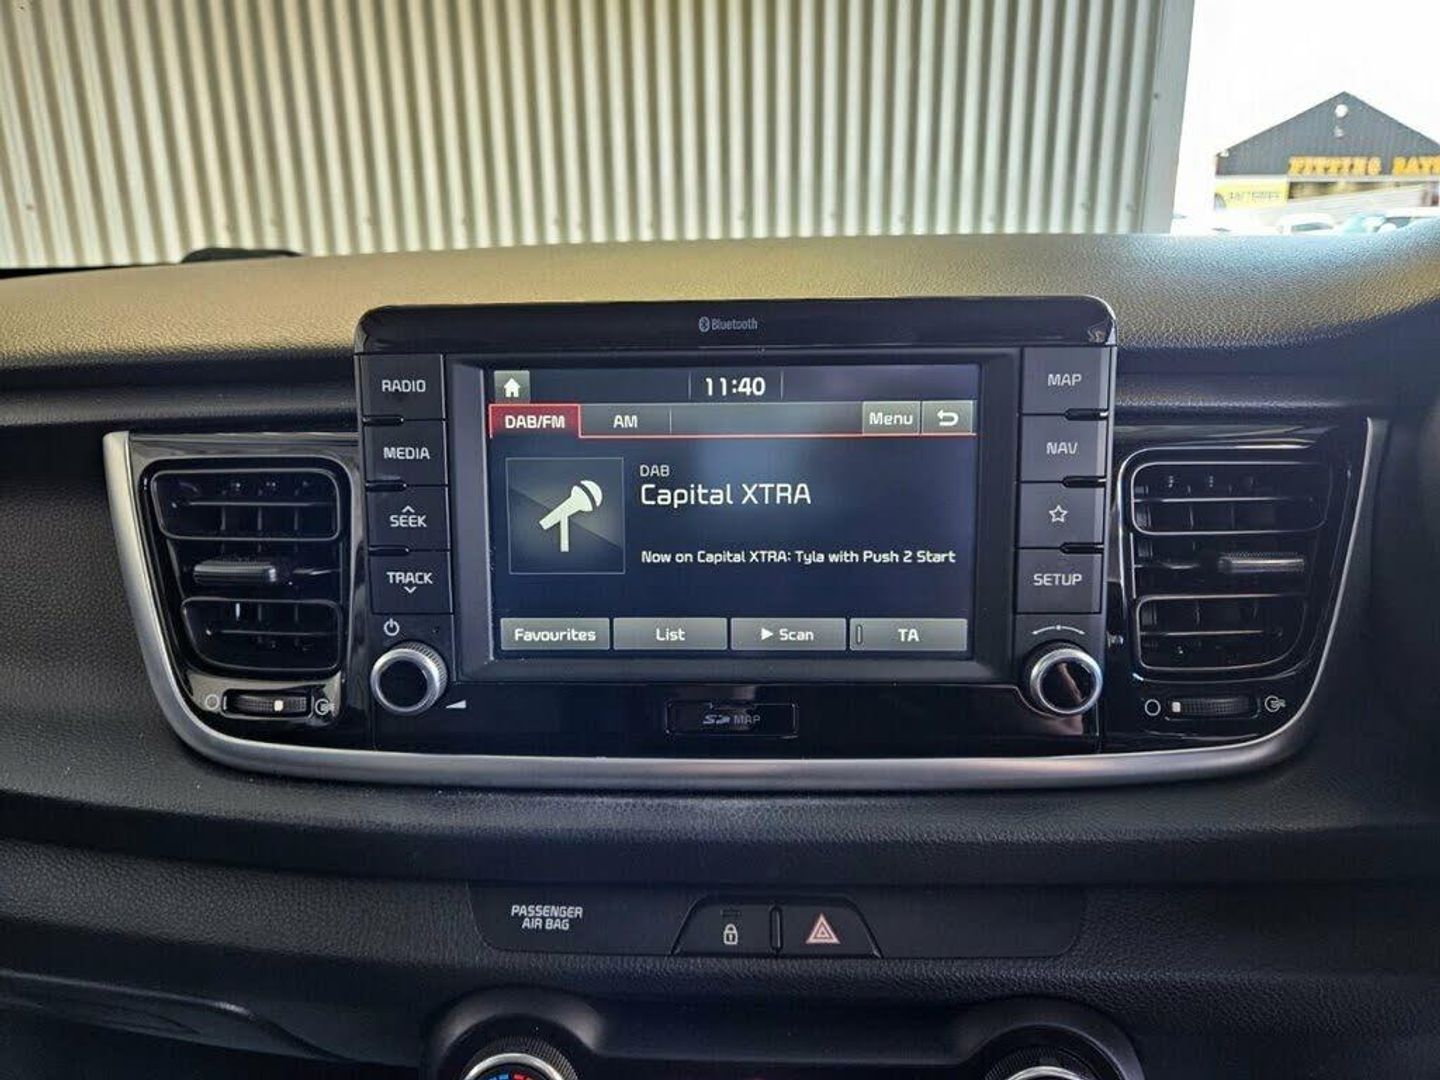 FITTING BAYS
BATTERIES
Bluetooth
RADIO
MEDIA
SEEK
TRACK
11:40
DAB/FM
AM
Menu
DAB
Capital XTRA
Now on Capital XTRA: Tyla with Push 2 Start
Favourites
List
Scan
TA
MAP
NAV
SETUP
SD MAP
PASSENGER
AIR BAG